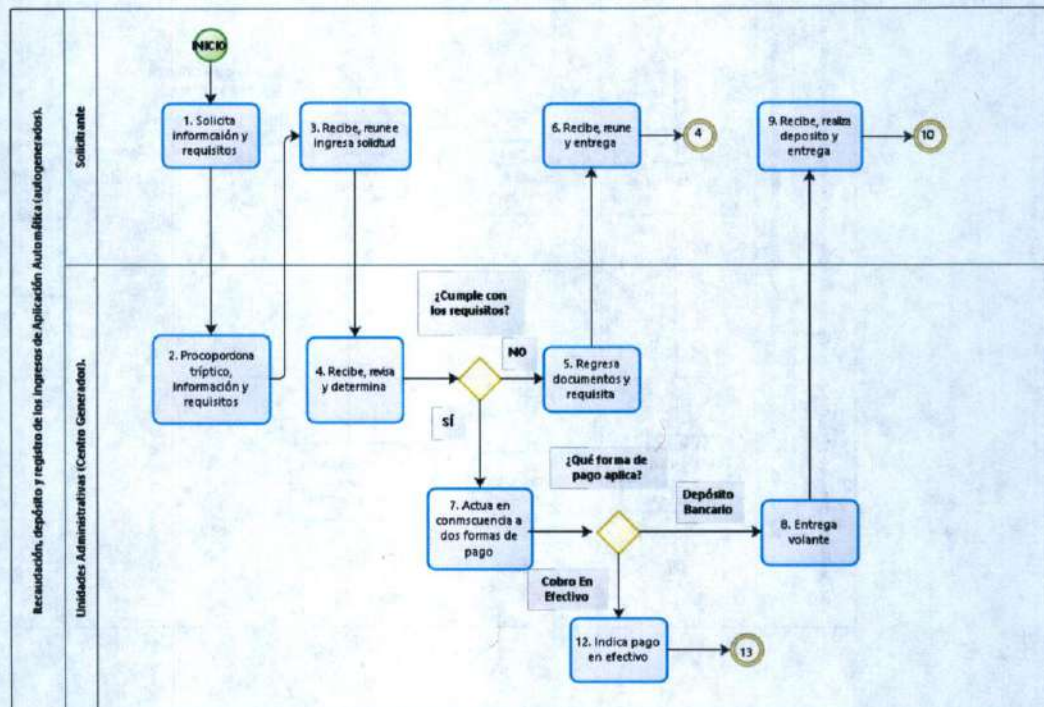 Recaudación, depósito y registro de los ingresos de Aplicación Automática (autogenerados).
Solicitrante
INICIO
1. Solicita
informcaión y
requisitos
3. Recibe, reunee
ingresa solidtud
6. Recibe, reune
y entrega
4
9. Recibe, realiza
deposito y
entrega
10
Unidades Administrativas (Centro Generador).
2. Procopordona
tríptico,
información y
requisitos
4. Recibe, revisa
y determina
¿Cumple con
los requisitos?
NO
5. Regresa
documentos y
requisita
SÍ
7. Actua en
conmscuencia a
dos formas de
pago
¿Qué forma de
pago aplica?
Depósito
Bancario
8. Entrega
volante
Cobro En
Efectivo
12. Indica pago
en efectivo
13